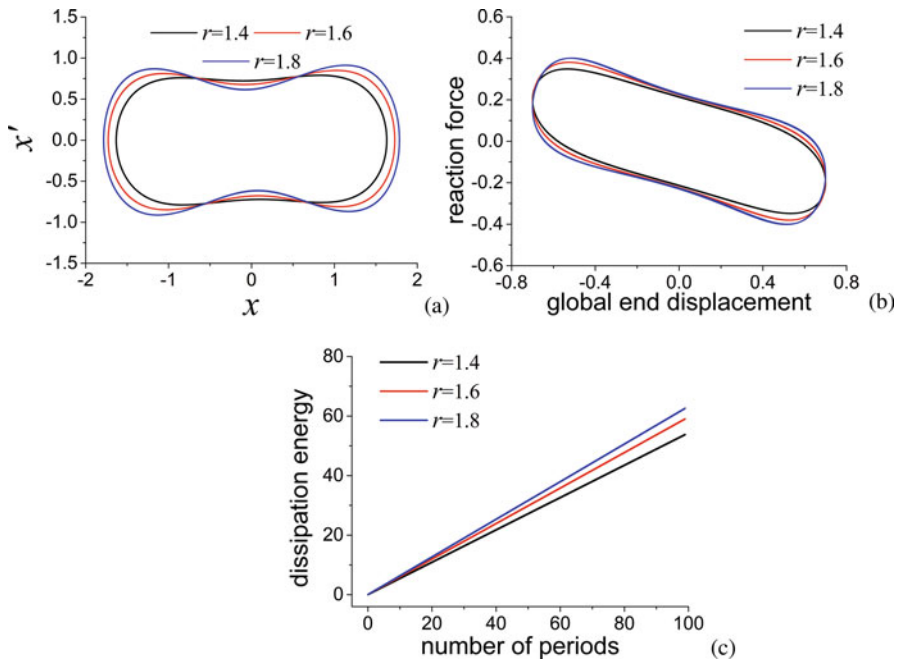 r=1.4 r=1.6
r=1.8
1.5
1.0
0.5
0.0
-0.5
-1.0
-1.5
x′
-2 -1 0 1 2
x
(a)
r=1.4
r=1.6
r=1.8
0.6
0.4
0.2
0.0
-0.2
-0.4
-0.6
reaction force
-0.8 -0.4 0.0 0.4 0.8
global end displacement
(b)
r=1.4
r=1.6
r=1.8
80
60
40
20
0
dissipation energy
0 20 40 60 80 100
number of periods
(c)